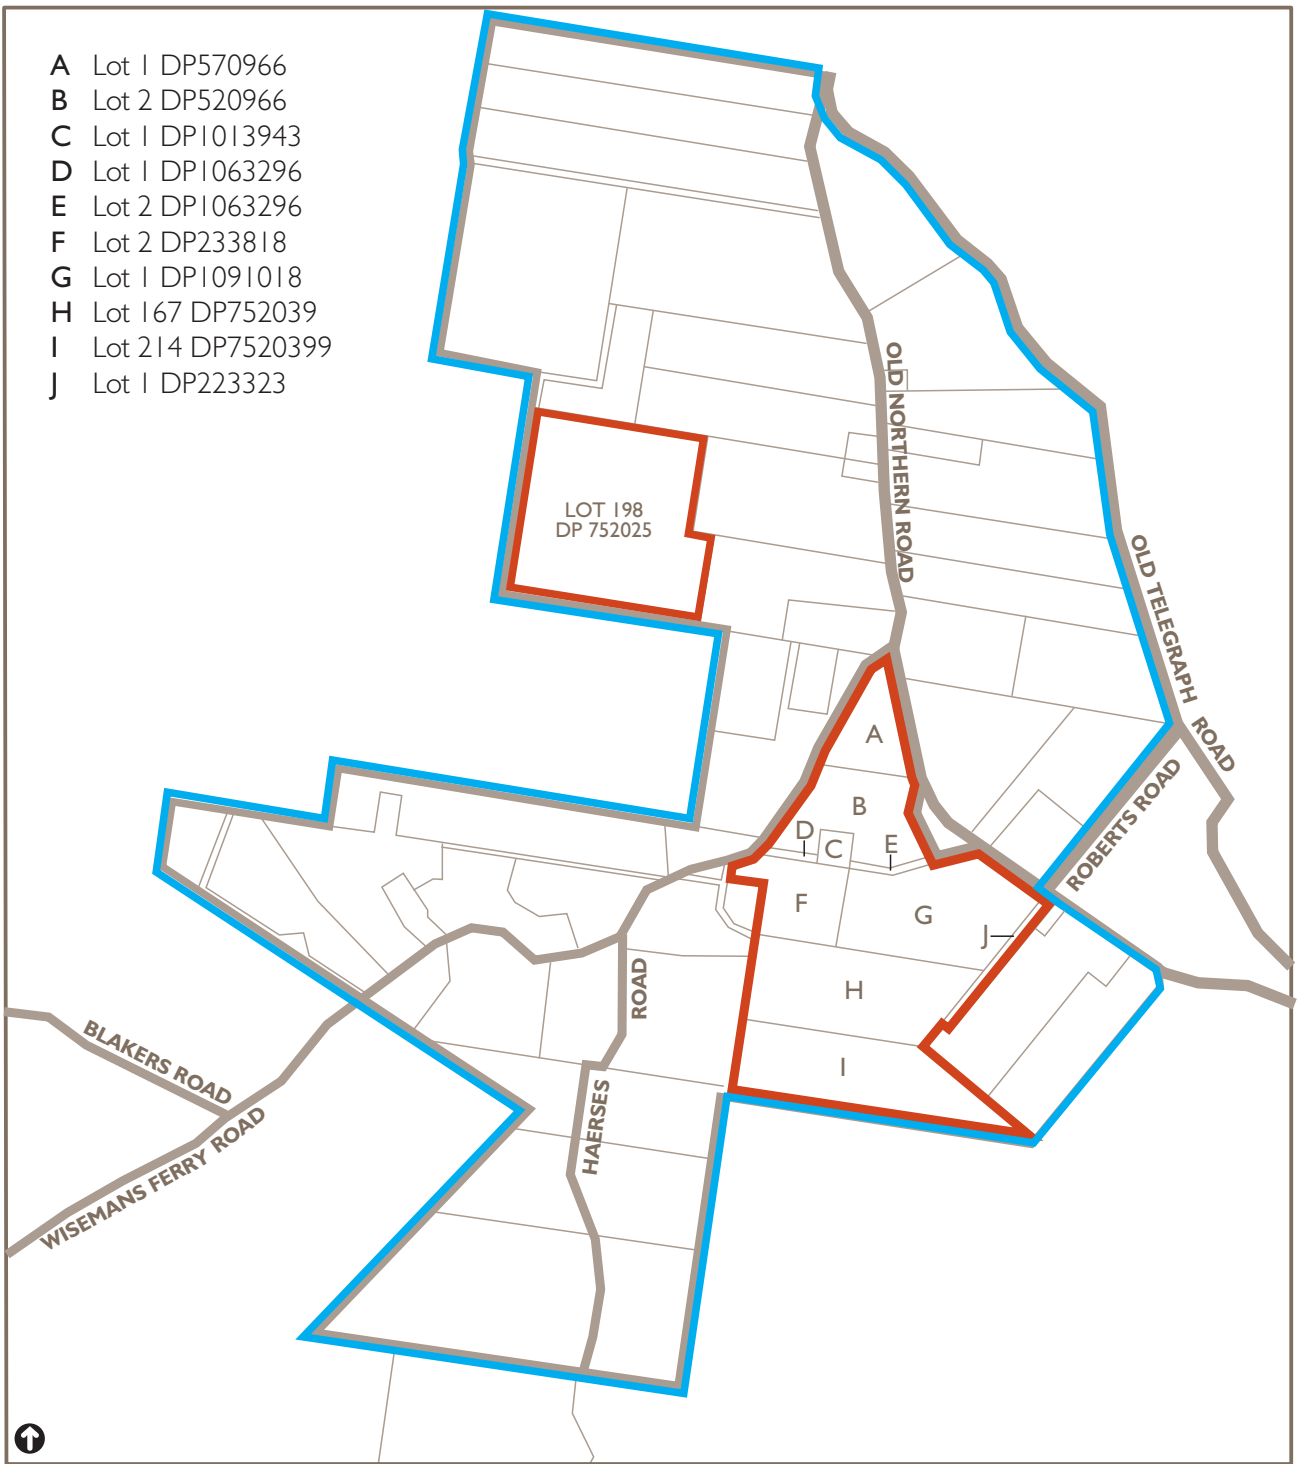 A Lot 1 DP570966
B Lot 2 DP520966
C Lot 1 DP1013943
D Lot 1 DP1063296
E Lot 2 DP1063296
F Lot 2 DP233818
G Lot 1 DP1091018
H Lot 167 DP752039
I Lot 214 DP7520399
J Lot 1 DP223323
OLD NORTHERN ROAD
LOT 198
DP 752025
OLD TELEGRAPH ROAD
A
ROBERTS ROAD
B
D
C
E
F
G
J
H
ROAD
I
BLAKERS ROAD
HAERSES
WISEMANS FERRY ROAD